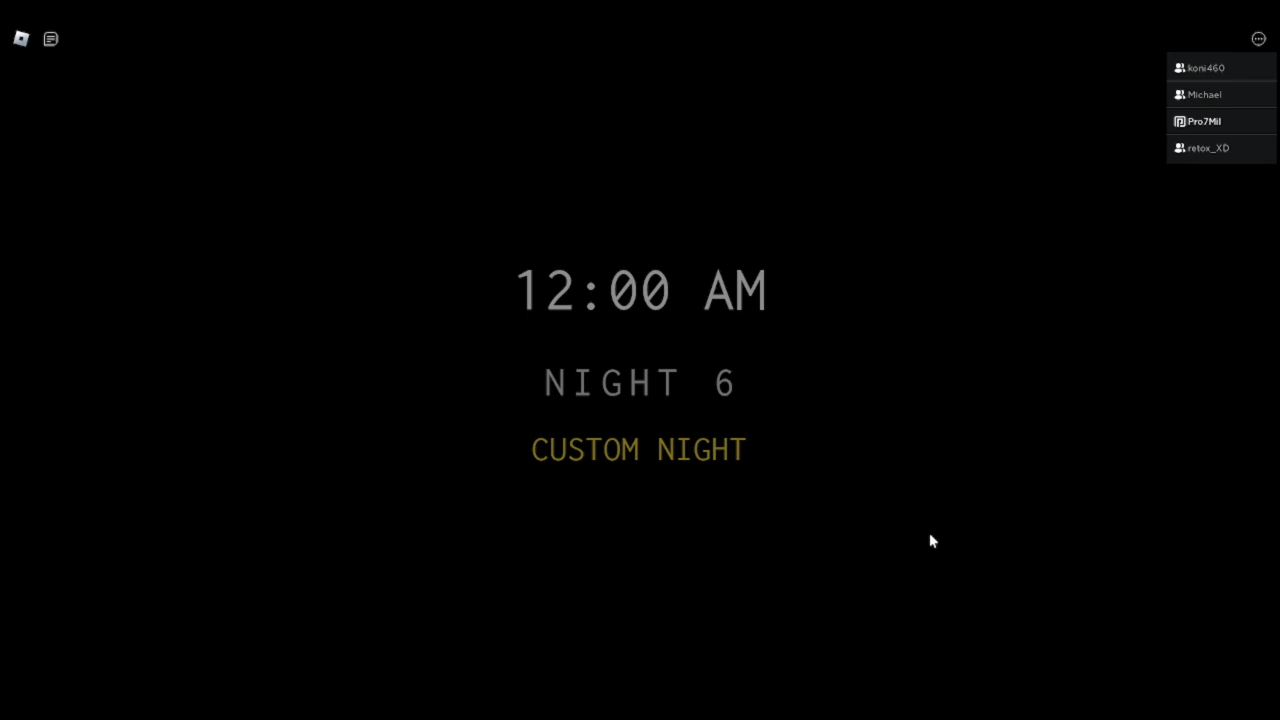 koni460
Michael
Pro7Mil
retox_XD
12:00 AM
NIGHT 6
CUSTOM NIGHT